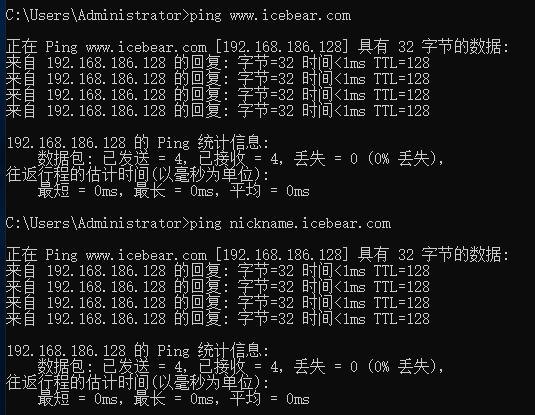 C:\Users\Administrator>ping www.icebear.com
正在 Ping www.icebear.com [192.168.186.128] 具有 32 字节的数据:
来自 192.168.186.128 的回复: 字节=32 时间<1ms TTL=128
来自 192.168.186.128 的回复: 字节=32 时间<1ms TTL=128
来自 192.168.186.128 的回复: 字节=32 时间<1ms TTL=128
来自 192.168.186.128 的回复: 字节=32 时间<1ms TTL=128
192.168.186.128 的 Ping 统计信息:
数据包: 已发送 = 4, 已接收 = 4, 丢失 = 0 (0% 丢失),
往返行程的估计时间(以毫秒为单位):
最短 = 0ms, 最长 = 0ms, 平均 = 0ms
C:\Users\Administrator>ping nickname.icebear.com
正在 Ping www.icebear.com [192.168.186.128] 具有 32 字节的数据:
来自 192.168.186.128 的回复: 字节=32 时间<1ms TTL=128
来自 192.168.186.128 的回复: 字节=32 时间<1ms TTL=128
来自 192.168.186.128 的回复: 字节=32 时间<1ms TTL=128
来自 192.168.186.128 的回复: 字节=32 时间<1ms TTL=128
192.168.186.128 的 Ping 统计信息:
数据包: 已发送 = 4, 已接收 = 4, 丢失 = 0 (0% 丢失),
往返行程的估计时间(以毫秒为单位):
最短 = 0ms, 最长 = 0ms, 平均 = 0ms